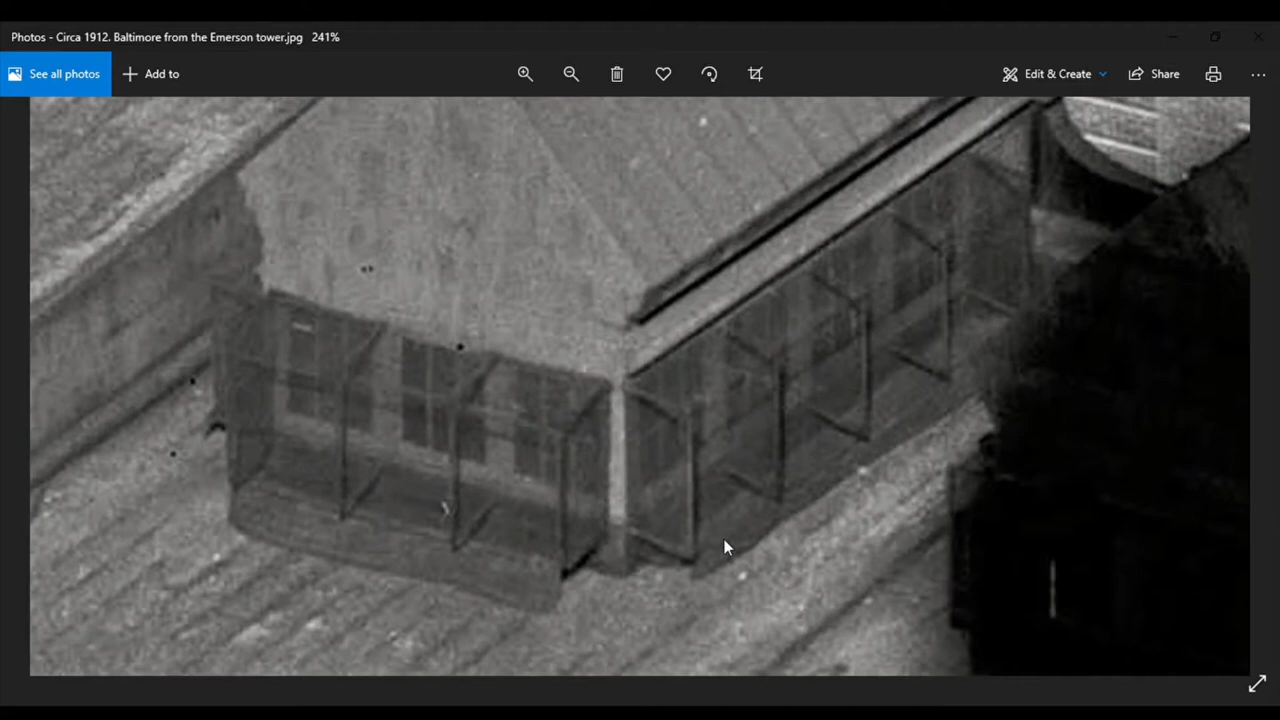 Photos - Circa 1912. Baltimore from the Emerson tower.jpg 241%
See all photos
Add to
Edit & Create
Share